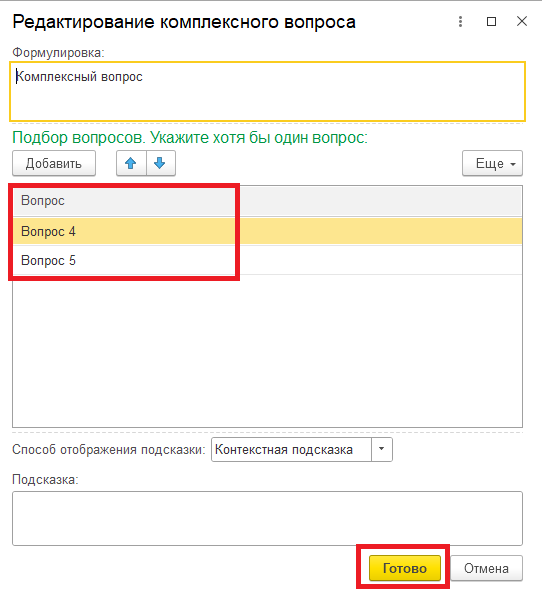 Редактирование комплексного вопроса
Формулировка:
Комплексный вопрос
Подбор вопросов. Укажите хотя бы один вопрос:
Добавить Еще
Вопрос
Вопрос 4
Вопрос 5
Способ отображения подсказки: Контекстная подсказка
Подсказка:
Готово Отмена